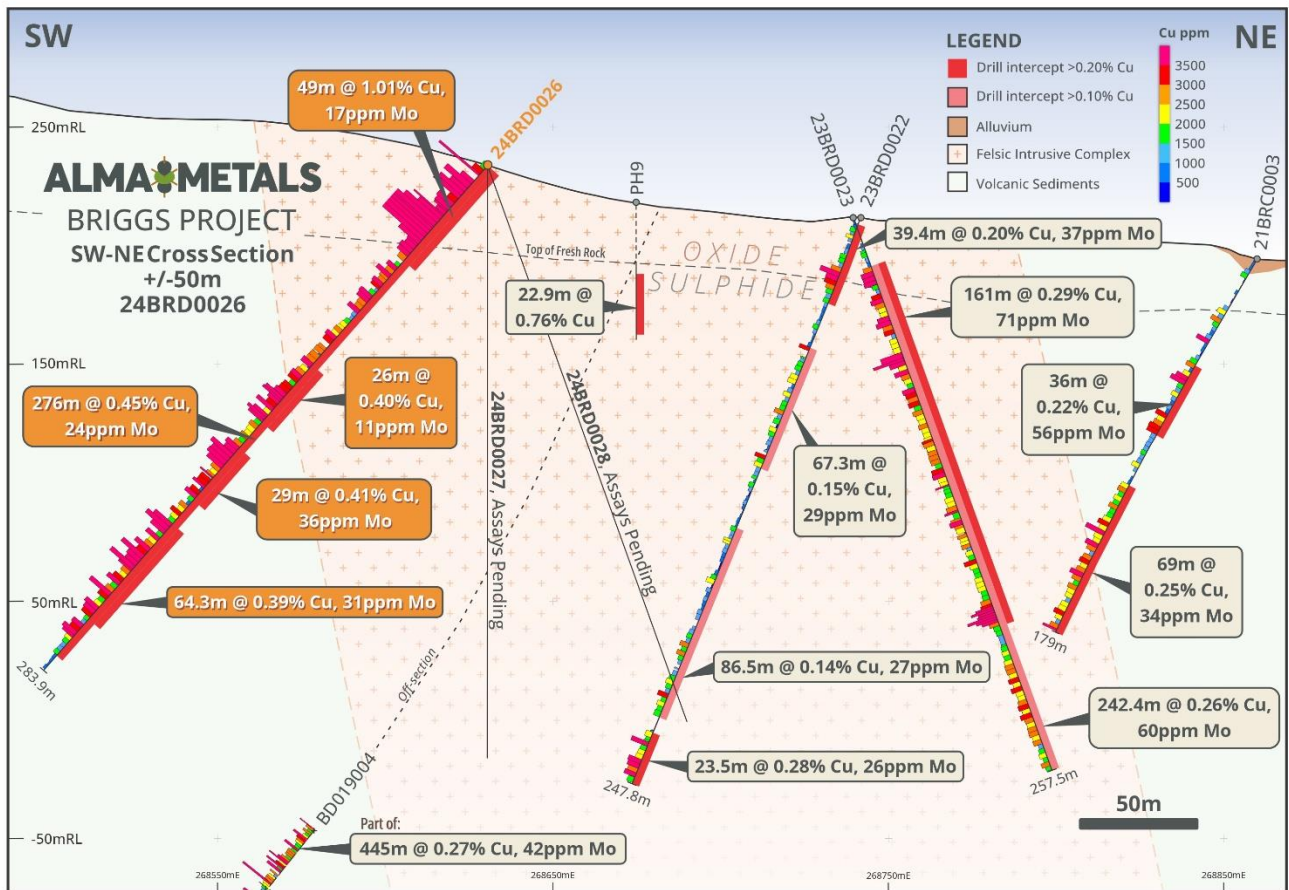 SW
NE
LEGEND
Drill intercept >0.20% Cu
Drill intercept >0.10% Cu
Alluvium
Felsic Intrusive Complex
Volcanic Sediments
Cu ppm
3500
3000
2500
2000
1500
1000
500
250mRL
150mRL
50mRL
-50mRL
ALMA METALS
BRIGGS PROJECT
SW-NE Cross Section
+/-50m
24BRD0026
49m @ 1.01% Cu,
17ppm Mo
24BRD0026
PH9
23BRD0023
23BRD0022
21BRC0003
Top of Fresh Rock
OXIDE
SULPHIDE
39.4m @ 0.20% Cu, 37ppm Mo
22.9m @
0.76% Cu
161m @ 0.29% Cu,
71ppm Mo
276m @ 0.45% Cu,
24ppm Mo
26m @
0.40% Cu,
11ppm Mo
36m @
0.22% Cu,
56ppm Mo
24BRD0027, Assays Pending
24BRD0028, Assays Pending
67.3m @
0.15% Cu,
29ppm Mo
29m @ 0.41% Cu,
36ppm Mo
64.3m @ 0.39% Cu, 31ppm Mo
69m @
0.25% Cu,
34ppm Mo
179m
283.9m
Off-section
86.5m @ 0.14% Cu, 27ppm Mo
242.4m @ 0.26% Cu,
60ppm Mo
23.5m @ 0.28% Cu, 26ppm Mo
247.8m
257.5m
BD019004
50m
Part of:
445m @ 0.27% Cu, 42ppm Mo
268550mE
268650mE
268750mE
268850mE